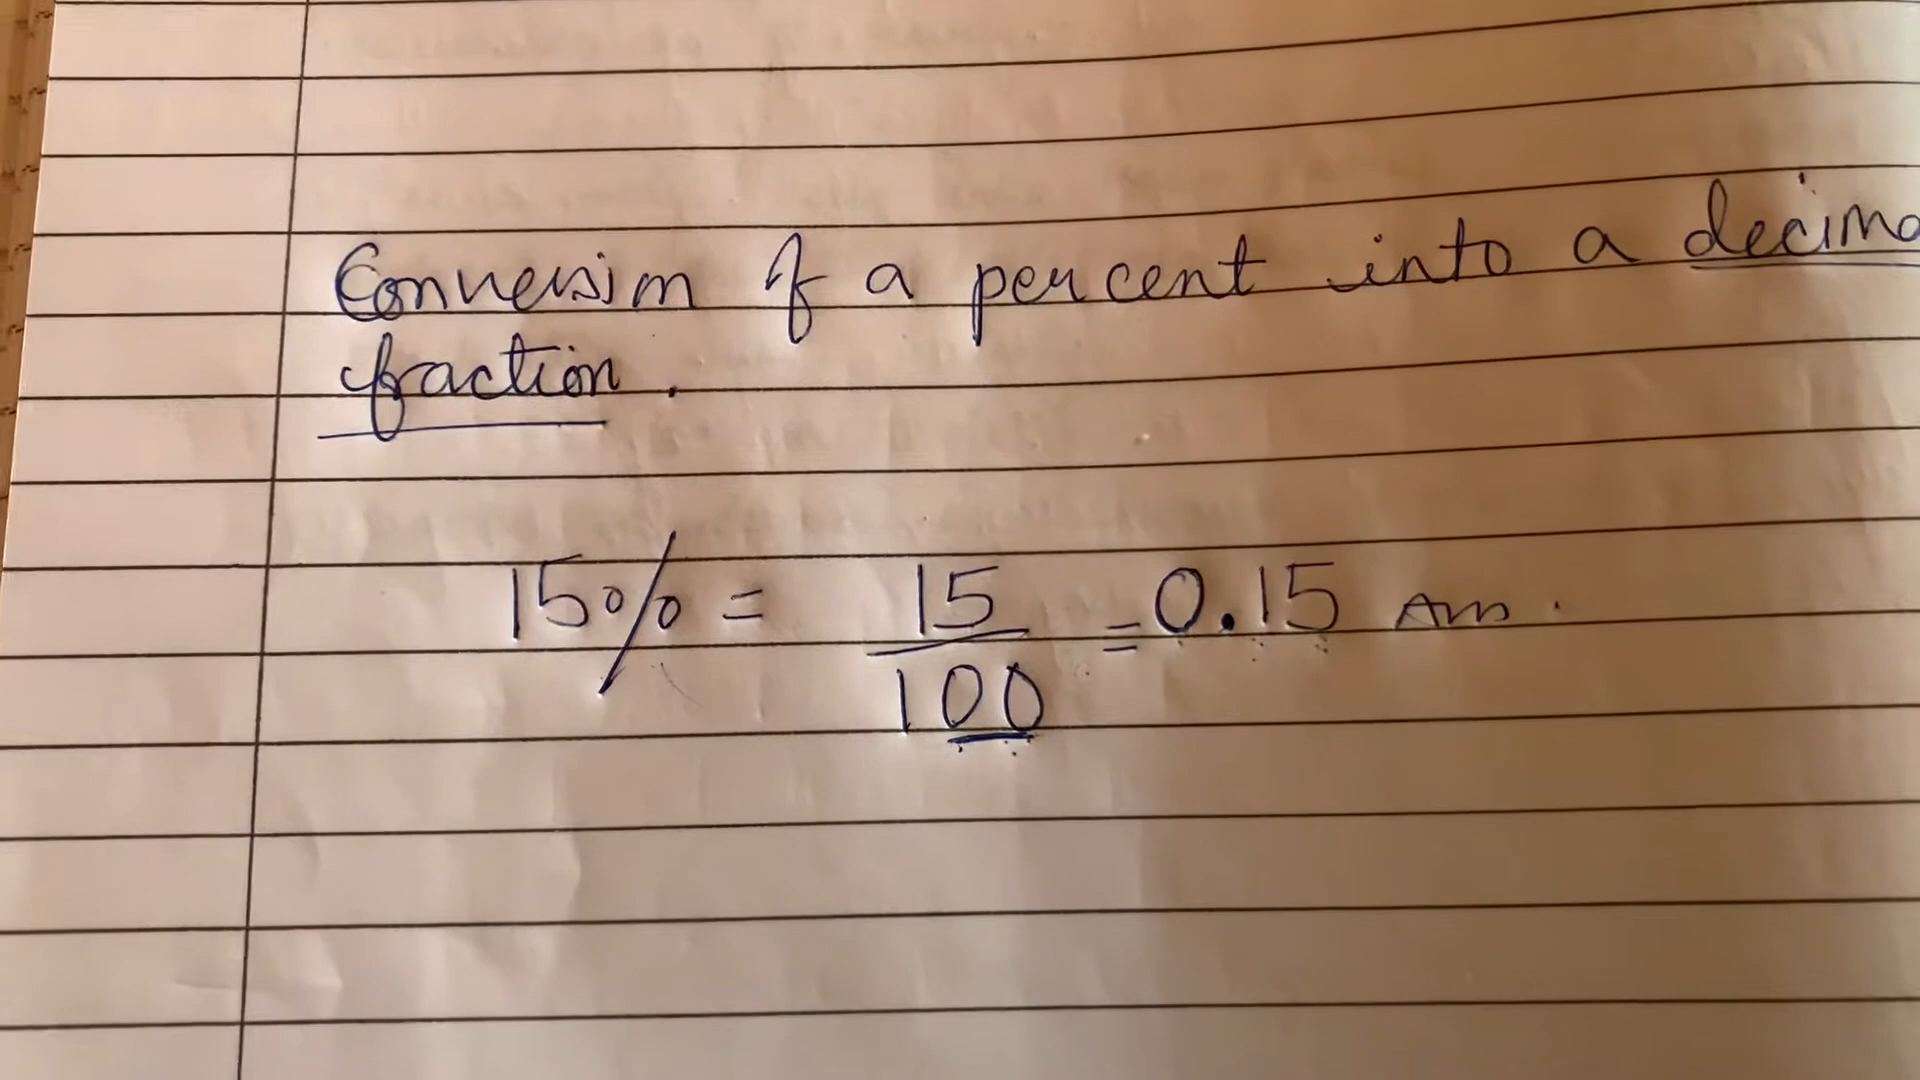 Conversion of a percent into a decima
fraction.
15% = 15/100 = 0.15 Ans.